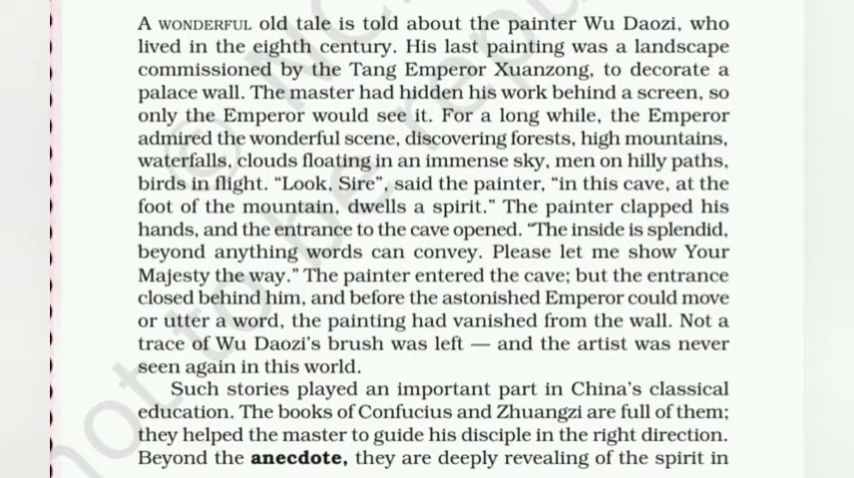 A WONDERFUL old tale is told about the painter Wu Daozi, who
lived in the eighth century. His last painting was a landscape
commissioned by the Tang Emperor Xuanzong, to decorate a
palace wall. The master had hidden his work behind a screen, so
only the Emperor would see it. For a long while, the Emperor
admired the wonderful scene, discovering forests, high mountains,
waterfalls, clouds floating in an immense sky, men on hilly paths,
birds in flight. “Look, Sire”, said the painter, “in this cave, at the
foot of the mountain, dwells a spirit.” The painter clapped his
hands, and the entrance to the cave opened. “The inside is splendid,
beyond anything words can convey. Please let me show Your
Majesty the way.” The painter entered the cave; but the entrance
closed behind him, and before the astonished Emperor could move
or utter a word, the painting had vanished from the wall. Not a
trace of Wu Daozi’s brush was left — and the artist was never
seen again in this world.
Such stories played an important part in China’s classical
education. The books of Confucius and Zhuangzi are full of them;
they helped the master to guide his disciple in the right direction.
Beyond the anecdote, they are deeply revealing of the spirit in
not to be re
© NC